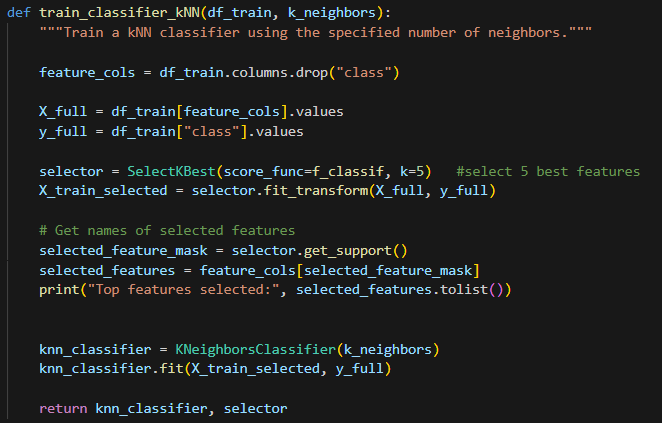 def train_classifier_kNN(df_train, k_neighbors):
    """Train a kNN classifier using the specified number of neighbors."""
    feature_cols = df_train.columns.drop("class")
    X_full = df_train[feature_cols].values
    y_full = df_train["class"].values
    selector = SelectKBest(score_func=f_classif, k=5)   #select 5 best features
    X_train_selected = selector.fit_transform(X_full, y_full)
    # Get names of selected features
    selected_feature_mask = selector.get_support()
    selected_features = feature_cols[selected_feature_mask]
    print("Top features selected:", selected_features.tolist())
    knn_classifier = KNeighborsClassifier(k_neighbors)
    knn_classifier.fit(X_train_selected, y_full)
    return knn_classifier, selector